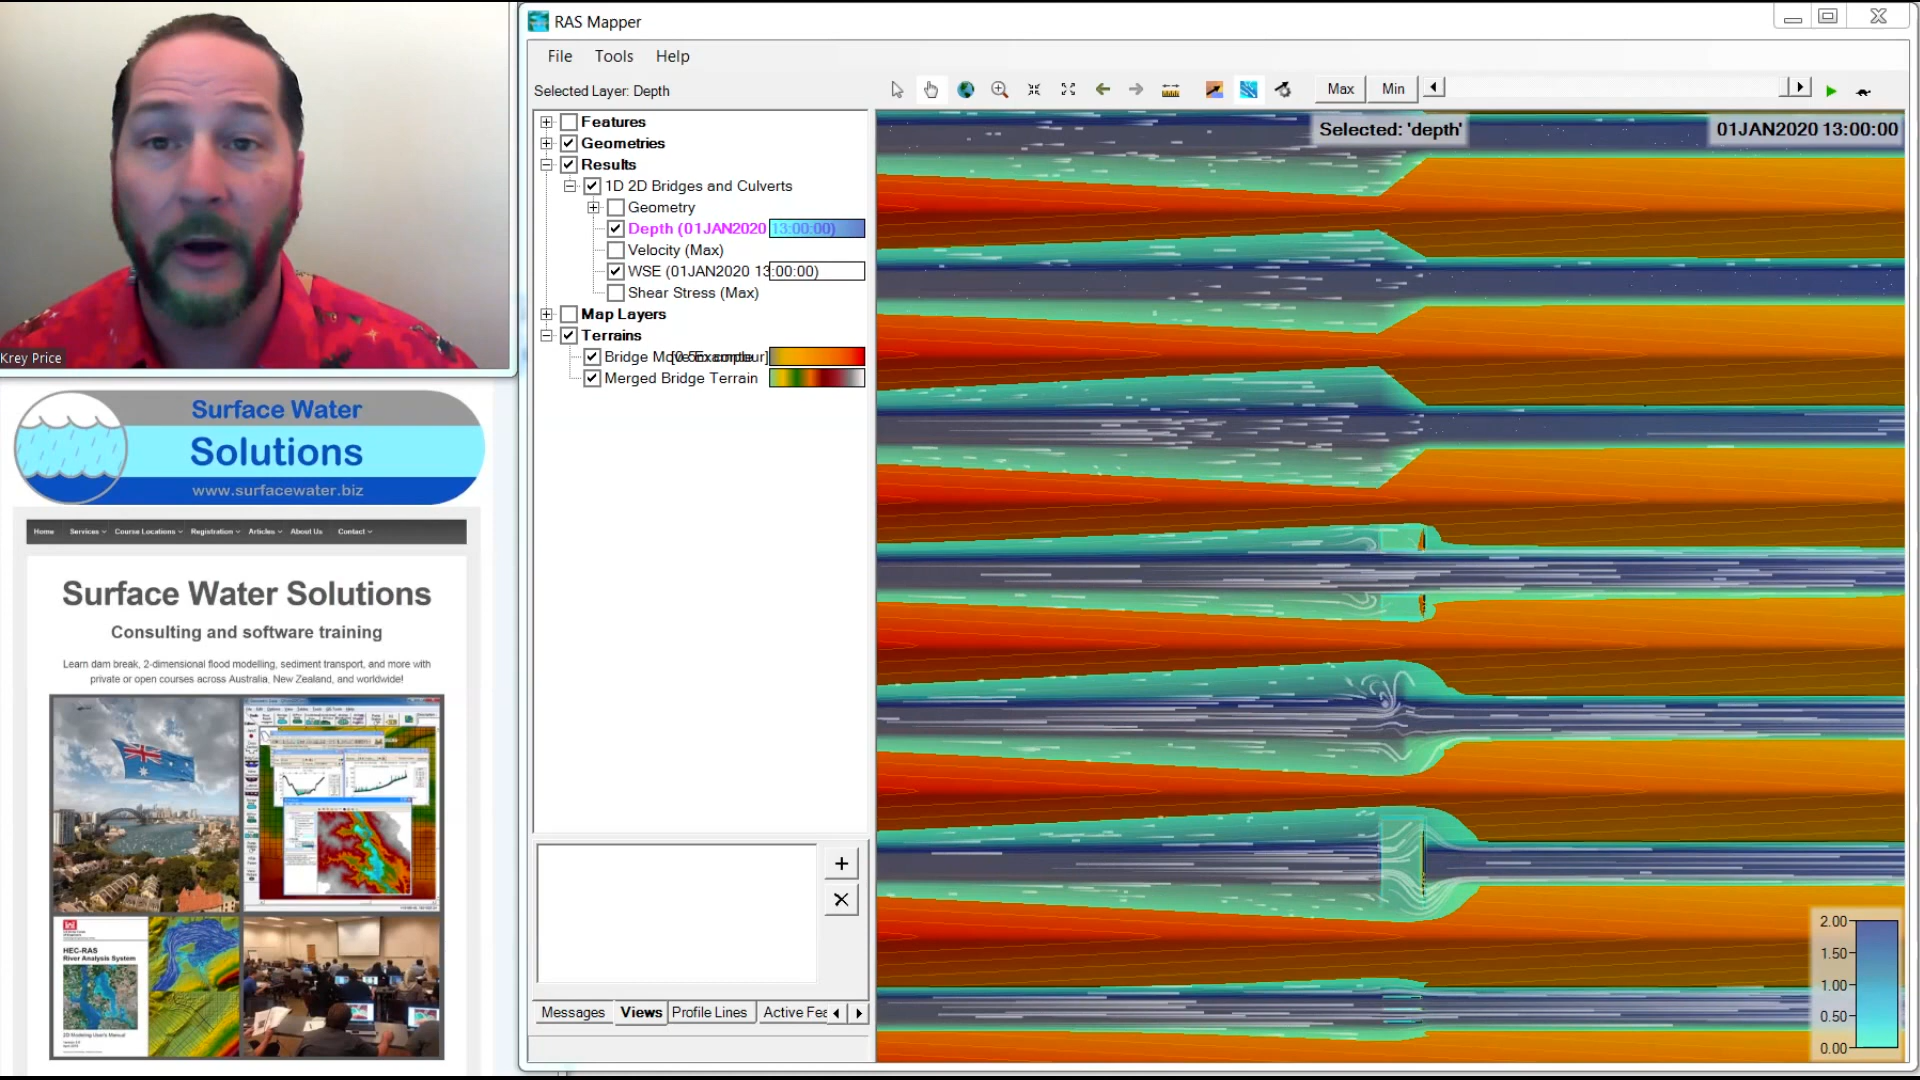 Krey Price
Surface Water
Solutions
www.surfacewater.biz
Home Services Course Locations Registration Articles About Us Contact
Surface Water Solutions
Consulting and software training
Learn dam break, 2-dimensional flood modelling, sediment transport, and more with
private or open courses across Australia, New Zealand, and worldwide!
HEC-RAS
River Analysis System
RAS Mapper
File Tools Help
Selected Layer: Depth
Max Min
Features
Geometries
Results
1D 2D Bridges and Culverts
Geometry
Depth (01JAN2020 13:00:00)
Velocity (Max)
WSE (01JAN2020 13:00:00)
Shear Stress (Max)
Map Layers
Terrains
Merged Bridge Terrain
Messages Views Profile Lines Active Fea
Selected: 'depth'
01JAN2020 13:00:00
2.00
1.50
1.00
0.50
0.00